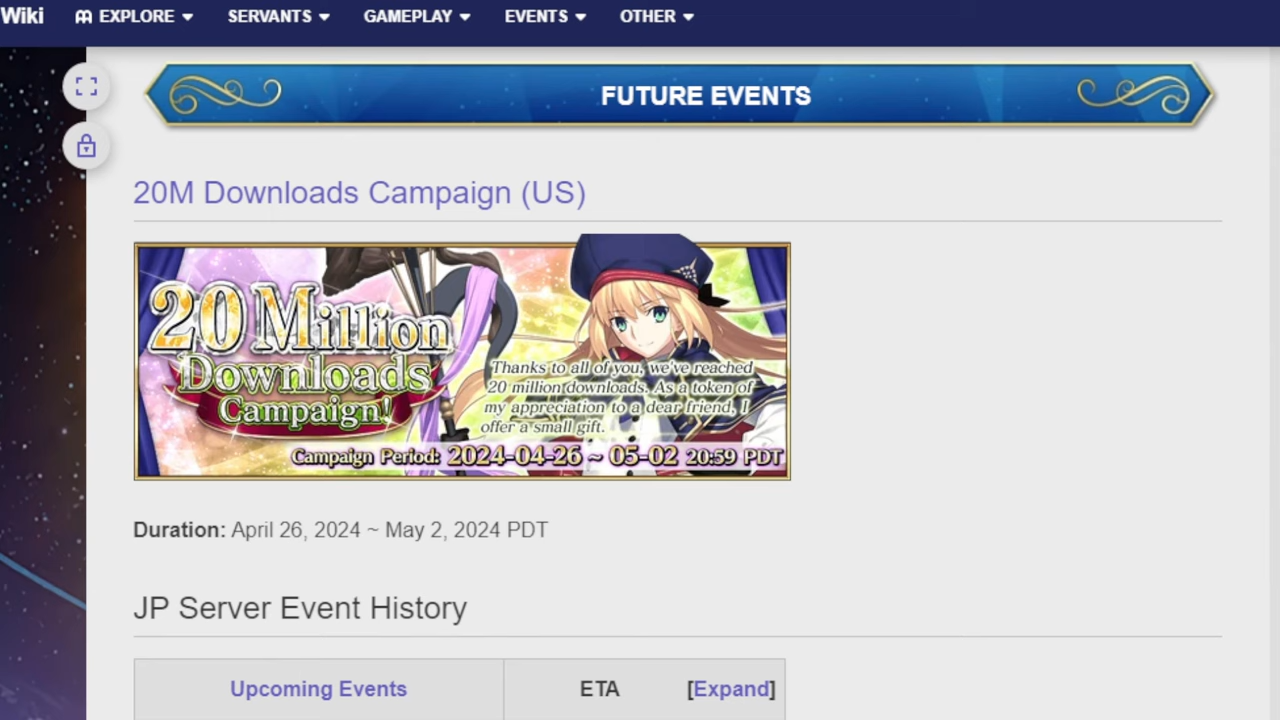 Wiki EXPLORE SERVANTS GAMEPLAY EVENTS OTHER
FUTURE EVENTS
20M Downloads Campaign (US)
20 Million
Downloads
Campaign!
Thanks to all of you, we've reached
20 million downloads. As a token of
my appreciation to a dear friend, I
offer a small gift.
Campaign Period: 2024-04-26 ~ 05-02 20:59 PDT
Duration: April 26, 2024 ~ May 2, 2024 PDT
JP Server Event History
Upcoming Events ETA [Expand]